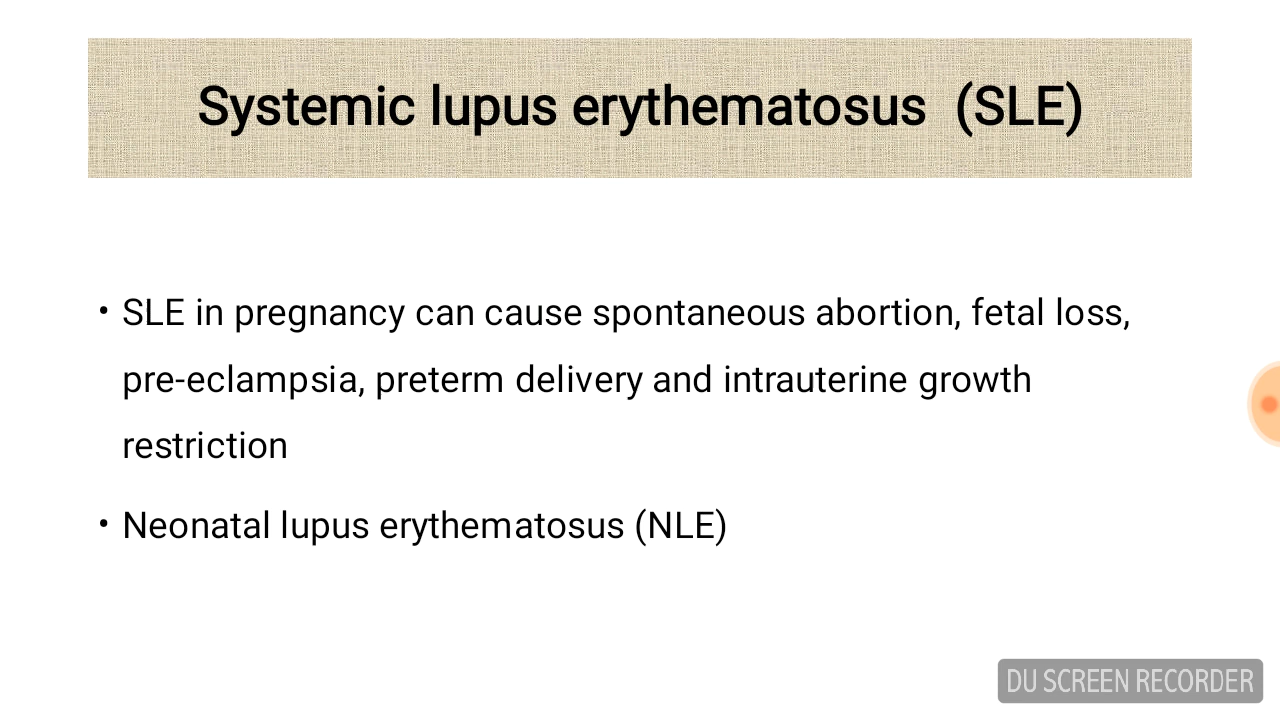 Systemic lupus erythematosus (SLE)
• SLE in pregnancy can cause spontaneous abortion, fetal loss,
pre-eclampsia, preterm delivery and intrauterine growth
restriction
• Neonatal lupus erythematosus (NLE)
DU SCREEN RECORDER